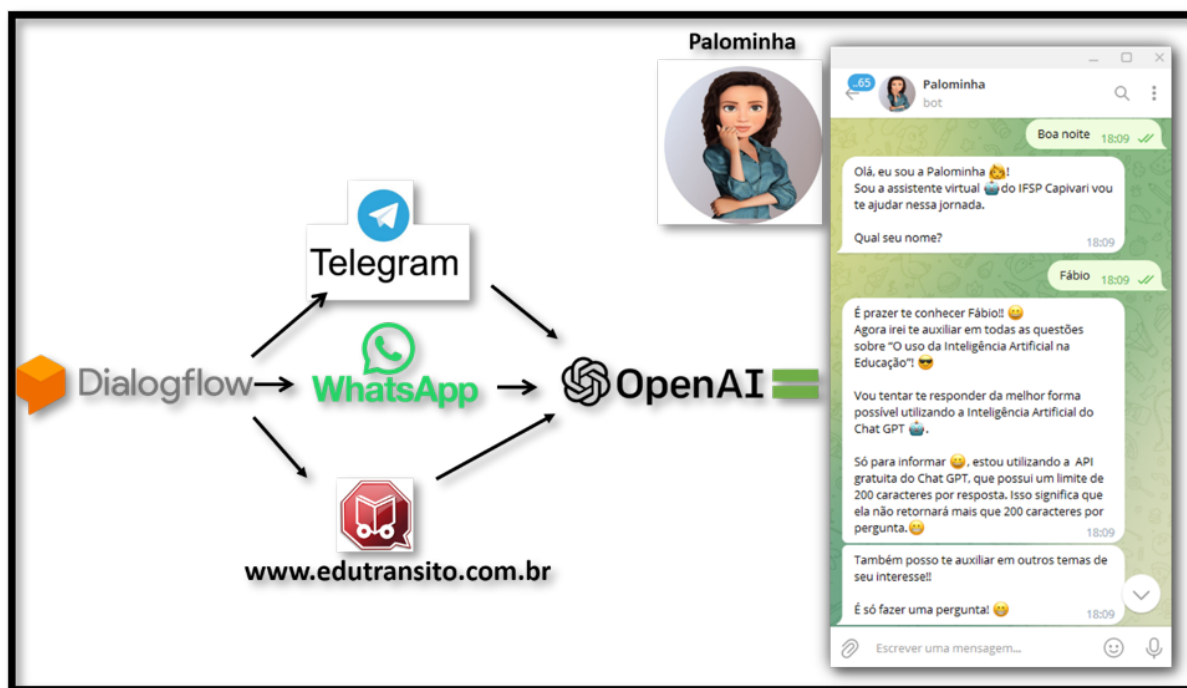 Palominha
Telegram
Dialogflow
WhatsApp
OpenAI
www.edutransito.com.br
..65
Palominha
bot
Boa noite 18:09
Olá, eu sou a Palominha 👩!
Sou a assistente virtual 🤖do IFSP Capivari vou
te ajudar nessa jornada.
Qual seu nome?
18:09
Fábio 18:09
É prazer te conhecer Fábio!! 😀
Agora irei te auxiliar em todas as questões
sobre “O uso da Inteligência Artificial na
Educação”! 😎
Vou tentar te responder da melhor forma
possível utilizando a Inteligência Artificial do
Chat GPT 🤖.
Só para informar 😀, estou utilizando a API
gratuita do Chat GPT, que possui um limite de
200 caracteres por resposta. Isso significa que
ela não retornará mais que 200 caracteres por
pergunta.😁
18:09
Também posso te auxiliar em outros temas de
seu interesse!!
É só fazer uma pergunta! 😁
18:09
Escrever uma mensagem...